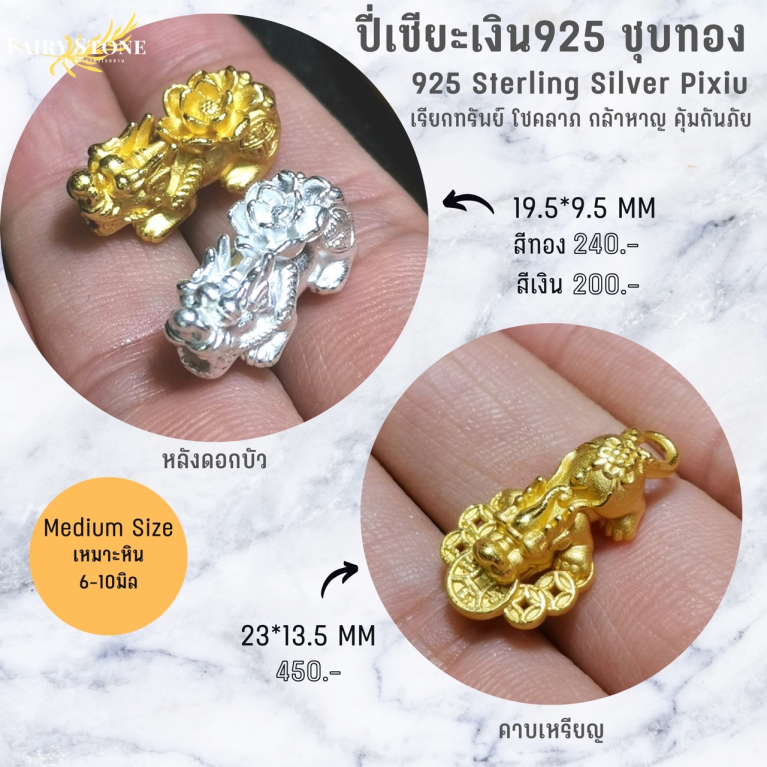 FAIRY STONE
ปี่เซียะเงิน925 ชุบทอง
925 Sterling Silver Pixiu
เรียกทรัพย์ โชคลาภ กล้าหาญ คุ้มกันภัย
19.5*9.5 MM
สีทอง 240.-
สีเงิน 200.-
หลังดอกบัว
Medium Size
เหมาะหิน
6-10มิล
23*13.5 MM
450.-
คาบเหรียญ